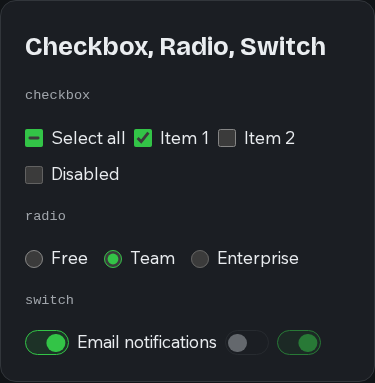 Checkbox, Radio, Switch
checkbox
Select all Item 1 Item 2
Disabled
radio
Free Team Enterprise
switch
Email notifications